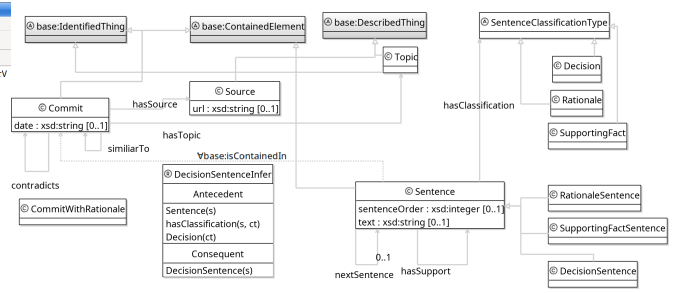 Ⓐ base:IdentifiedThing
Ⓐ base:ContainedElement
Ⓐ base:DescribedThing
Ⓐ SentenceClassificationType
Ⓒ Topic
Ⓒ Decision
:V
Ⓒ Source
url : xsd:string [0..1]
Ⓒ Rationale
Ⓒ Commit
date : xsd:string [0..1]
hasSource
hasClassification
Ⓒ SupportingFact
hasTopic
similiarTo
∀base:isContainedIn
contradicts
Ⓡ DecisionSentenceInfer
Antecedent
Sentence(s)
hasClassification(s, ct)
Decision(ct)
Consequent
DecisionSentence(s)
Ⓒ CommitWithRationale
Ⓒ Sentence
sentenceOrder : xsd:integer [0..1]
text : xsd:string [0..1]
Ⓒ RationaleSentence
Ⓒ SupportingFactSentence
Ⓒ DecisionSentence
0..1
nextSentence
hasSupport